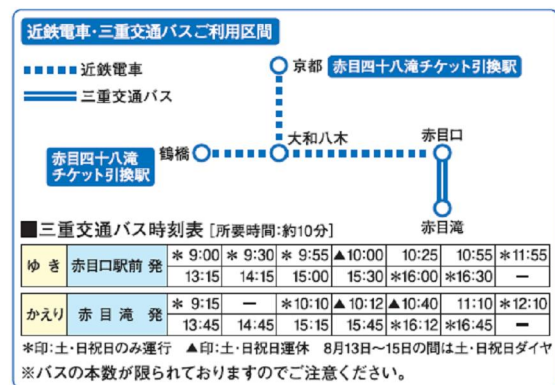 近鉄電車・三重交通バスご利用区間
近鉄電車
三重交通バス
京都 赤目四十八滝チケット引換駅
赤目四十八滝
チケット引換駅
鶴橋
大和八木
赤目口
赤目滝
■三重交通バス時刻表 [所要時間:約10分]
ゆき 赤目口駅前 発
＊ 9:00 ＊ 9:30 ＊ 9:55 ▲10:00 10:25 10:55 ＊11:55
13:15 14:15 15:00 15:30 ＊16:00 ＊16:30 －
かえり 赤目滝 発
＊ 9:15 － ＊10:10 ▲10:12 ▲10:40 11:10 ＊12:10
13:45 14:45 15:15 15:45 ＊16:12 ＊16:45 －
＊印:土・日祝日のみ運行 ▲印:土・日祝日運休 8月13日〜15日の間は土・日祝日ダイヤ
※バスの本数が限られておりますのでご注意ください。